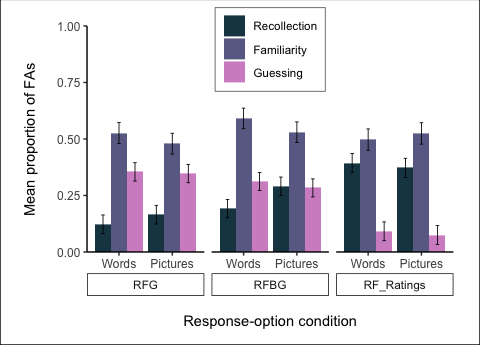 Recollection
Familiarity
Guessing
Mean proportion of FAs
1.00
0.75
0.50
0.25
0.00
Words Pictures Words Pictures Words Pictures
RFG RFBG RF_Ratings
Response-option condition